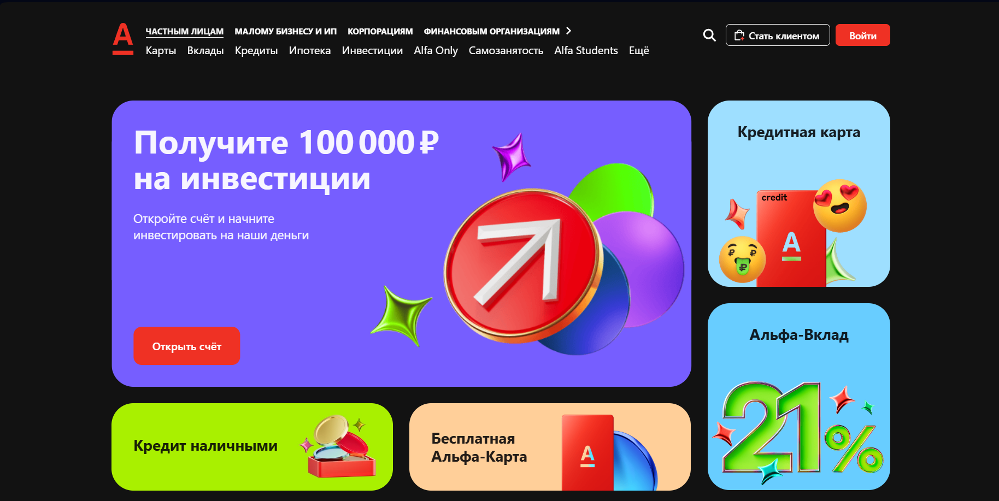 А
ЧАСТНЫМ ЛИЦАМ МАЛОМУ БИЗНЕСУ И ИП КОРПОРАЦИЯМ ФИНАНСОВЫМ ОРГАНИЗАЦИЯМ
Карты Вклады Кредиты Ипотека Инвестиции Alfa Only Самозанятость Alfa Students Ещё
Стать клиентом
Войти
Получите 100 000 ₽
на инвестиции
Откройте счёт и начните
инвестировать на наши деньги
Открыть счёт
Кредитная карта
credit
А
₽ ₽
₽
Альфа-Вклад
21%
Кредит наличными
Бесплатная
Альфа-Карта
А